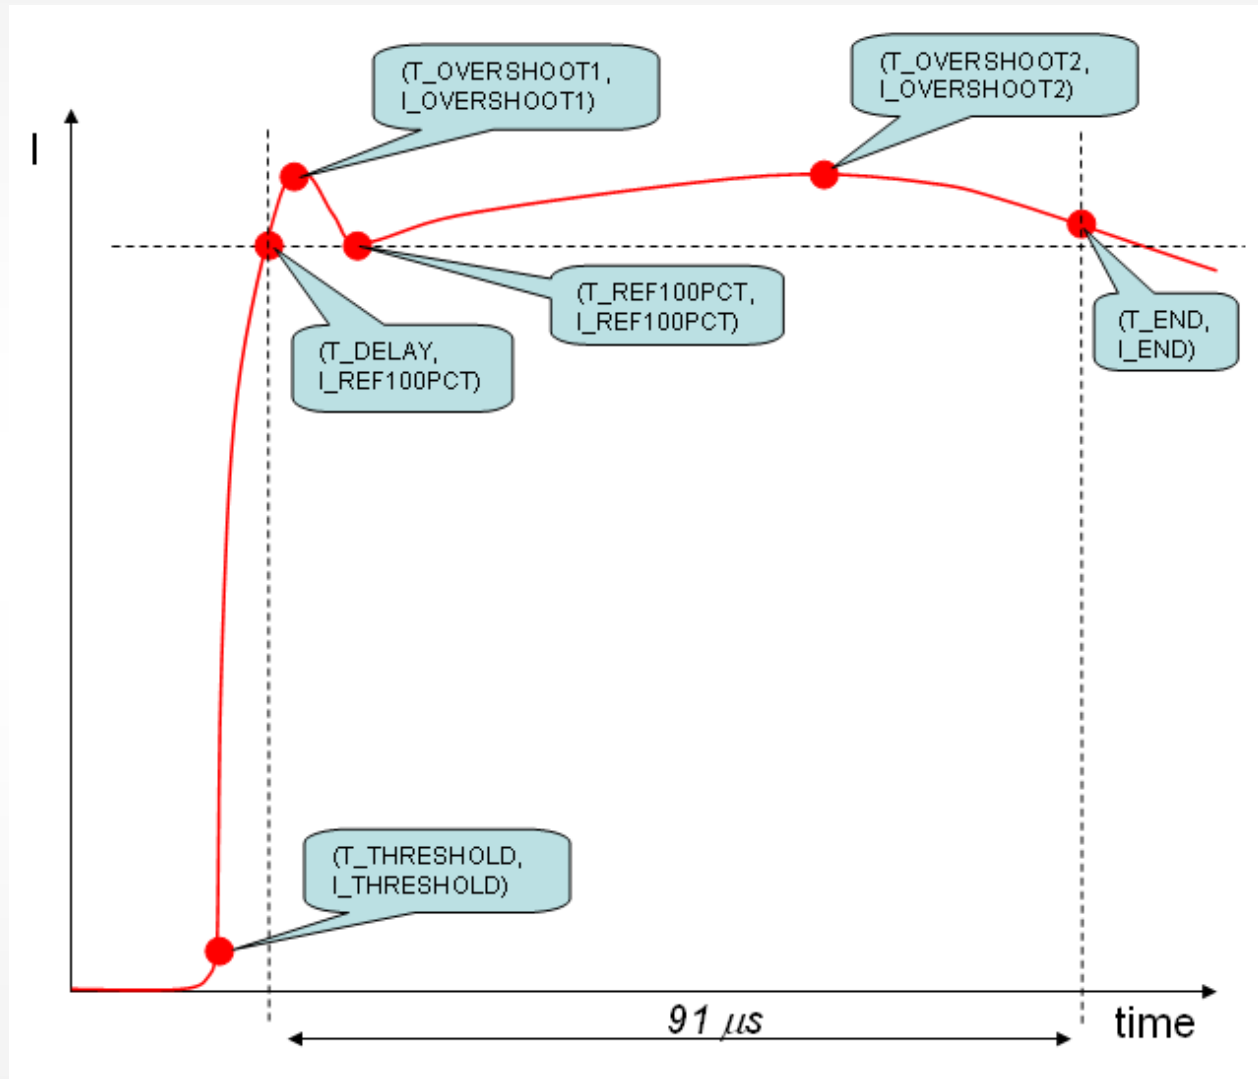 (T_OVERSHOOT1,
I_OVERSHOOT1)
(T_OVERSHOOT2,
I_OVERSHOOT2)
I
(T_REF100PCT,
I_REF100PCT)
(T_DELAY,
I_REF100PCT)
(T_END,
I_END)
(T_THRESHOLD,
I_THRESHOLD)
91 μs
time